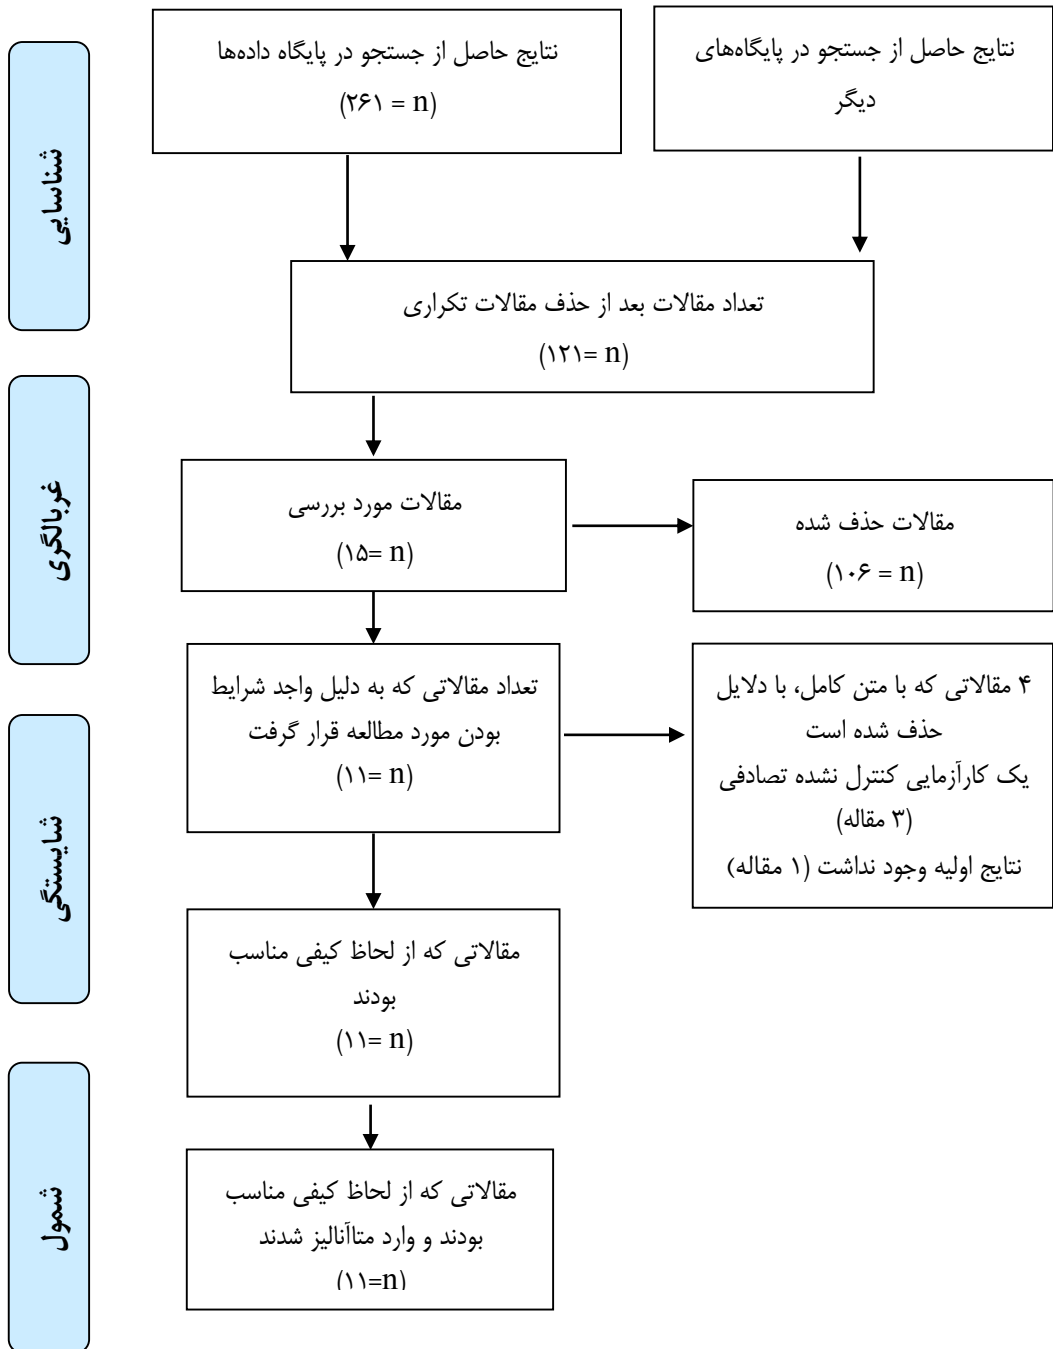 شناسایی
نتایج حاصل از جستجو در پایگاه‌های
دیگر
نتایج حاصل از جستجو در پایگاه داده‌ها
(۲۶۱ = n)
تعداد مقالات بعد از حذف مقالات تکراری
(۱۲۱= n)
غربالگری
مقالات مورد بررسی
(۱۵= n)
مقالات حذف شده
(۱۰۶ = n)
شایستگی
تعداد مقالاتی که به دلیل واجد شرایط
بودن مورد مطالعه قرار گرفت
(۱۱= n)
۴ مقالاتی که با متن کامل، با دلایل
حذف شده است
یک کارآزمایی کنترل نشده تصادفی
(۳ مقاله)
نتایج اولیه وجود نداشت (۱ مقاله)
مقالاتی که از لحاظ کیفی مناسب
بودند
(۱۱= n)
شمول
مقالاتی که از لحاظ کیفی مناسب
بودند و وارد متاآنالیز شدند
(۱۱=n)